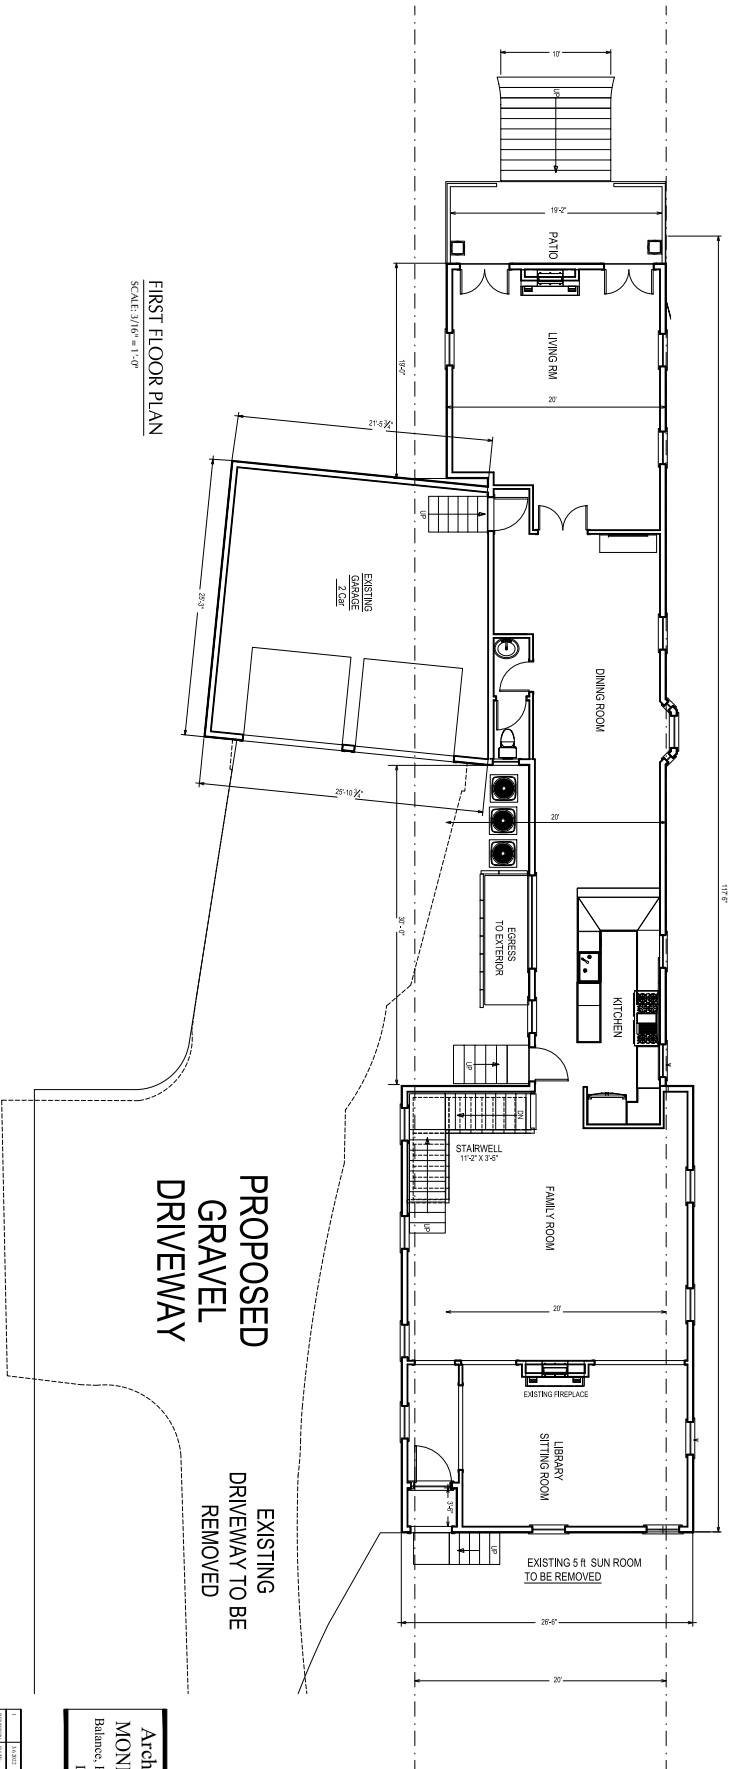 10'
UP
19'-2"
PATIO
LIVING RM
20'
19'-0"
117'6"
FIRST FLOOR PLAN
SCALE: 3/16" = 1'-0"
21'-5 ¾"
25'-3"
UP
EXISTING
GARAGE
2 Car
25'-10 ¾"
DINING ROOM
20'
30' - 0"
EGRESS
TO EXTERIOR
KITCHEN
UP
DN
STAIRWELL
11'-2" X 3'-5"
UP
FAMILY ROOM
20'
EXISTING FIREPLACE
LIBRARY
SITTING ROOM
3'-6"
UP
EXISTING 5 ft SUN ROOM
TO BE REMOVED
26'-6"
20'
PROPOSED
GRAVEL
DRIVEWAY
EXISTING
DRIVEWAY TO BE
REMOVED
Arch
MON
Balance,